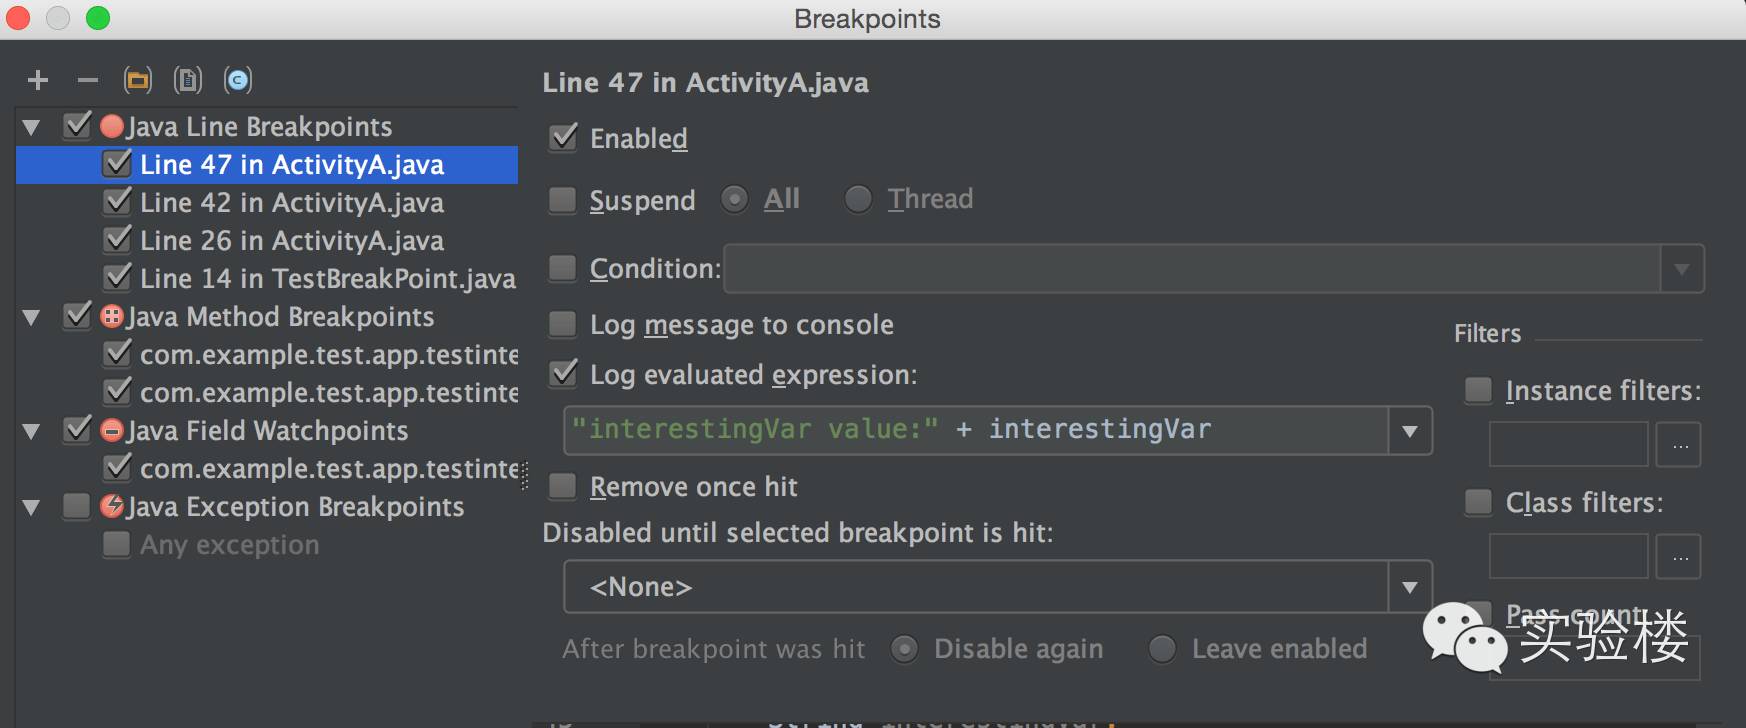 Breakpoints
Java Line Breakpoints
Line 47 in ActivityA.java
Line 42 in ActivityA.java
Line 26 in ActivityA.java
Line 14 in TestBreakPoint.java
Java Method Breakpoints
com.example.test.app.testinte
com.example.test.app.testinte
Java Field Watchpoints
com.example.test.app.testinte
Java Exception Breakpoints
Any exception
Line 47 in ActivityA.java
Enabled
Suspend All Thread
Condition:
Log message to console
Log evaluated expression:
"interestingVar value:" + interestingVar
Remove once hit
Disabled until selected breakpoint is hit:
<None>
After breakpoint was hit Disable again Leave enabled
Filters
Instance filters:
...
Class filters:
...
Pass count
实验楼